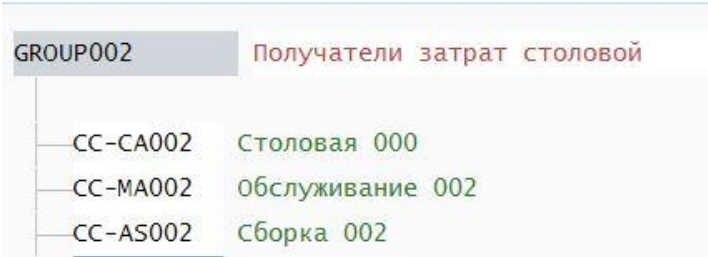 GROUP002 Получатели затрат столовой
CC-CA002 Столовая 000
CC-MA002 Обслуживание 002
CC-AS002 Сборка 002